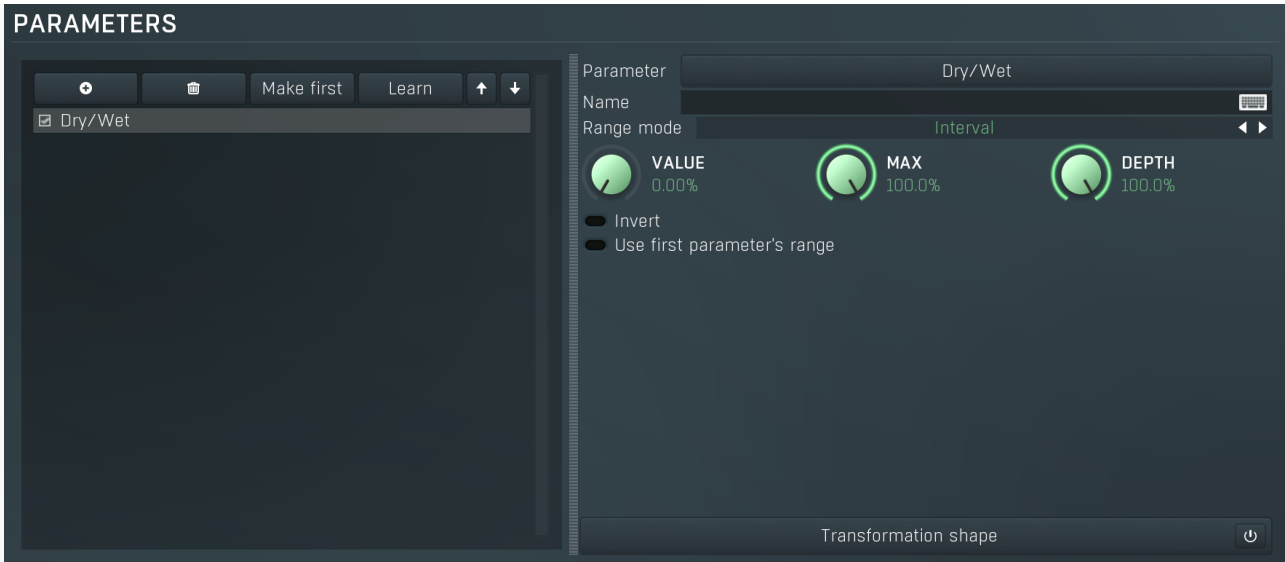 PARAMETERS
Make first Learn
Dry/Wet
Parameter Dry/Wet
Name
Range mode Interval
VALUE MAX DEPTH
0.00% 100.0% 100.0%
Invert
Use first parameter's range
Transformation shape